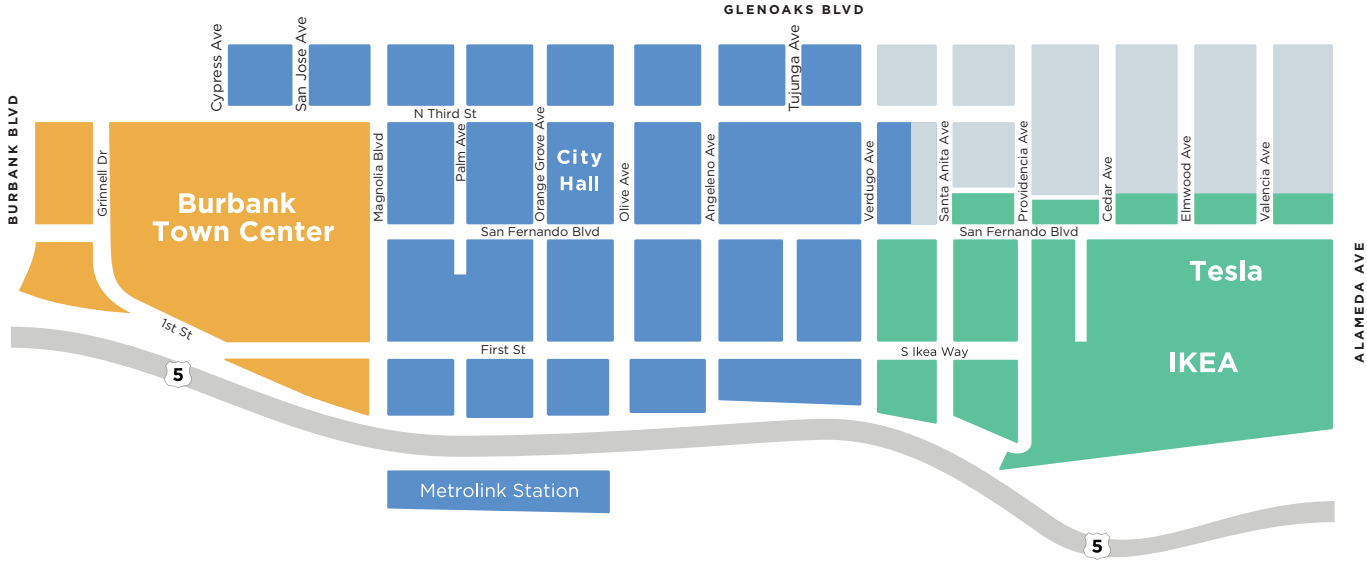 GLENOAKS BLVD
Cypress Ave
San Jose Ave
Tujunga Ave
BURBANK BLVD
N Third St
Grinnell Dr
Magnolia Blvd
Palm Ave
Orange Grove Ave
City
Hall
Olive Ave
Angeleno Ave
Verdugo Ave
Santa Anita Ave
Providencia Ave
Cedar Ave
Elmwood Ave
Valencia Ave
Burbank
Town Center
San Fernando Blvd
San Fernando Blvd
Tesla
ALAMEDA AVE
1st St
First St
S Ikea Way
IKEA
5
Metrolink Station
5